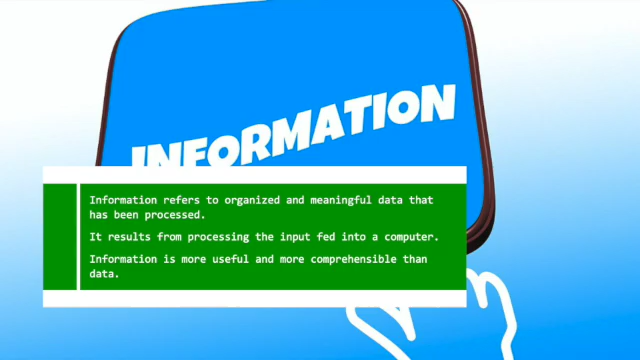 INFORMATION
Information refers to organized and meaningful data that
has been processed.
It results from processing the input fed into a computer.
Information is more useful and more comprehensible than
data.